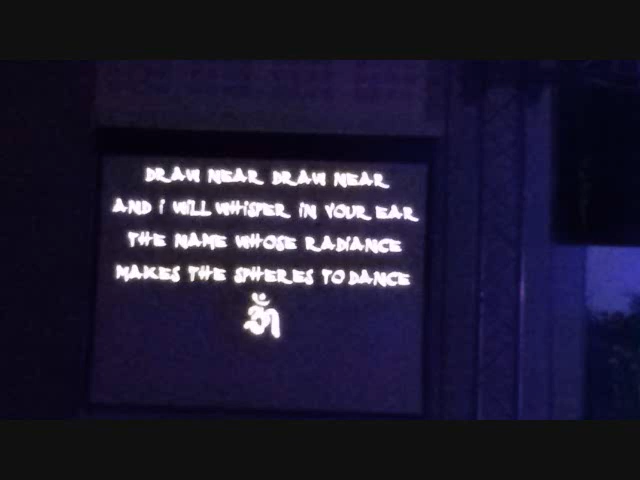 DRAW NEAR DRAW NEAR
AND I WILL WHISPER IN YOUR EAR
THE NAME WHOSE RADIANCE
MAKES THE SPHERES TO DANCE
ॐ